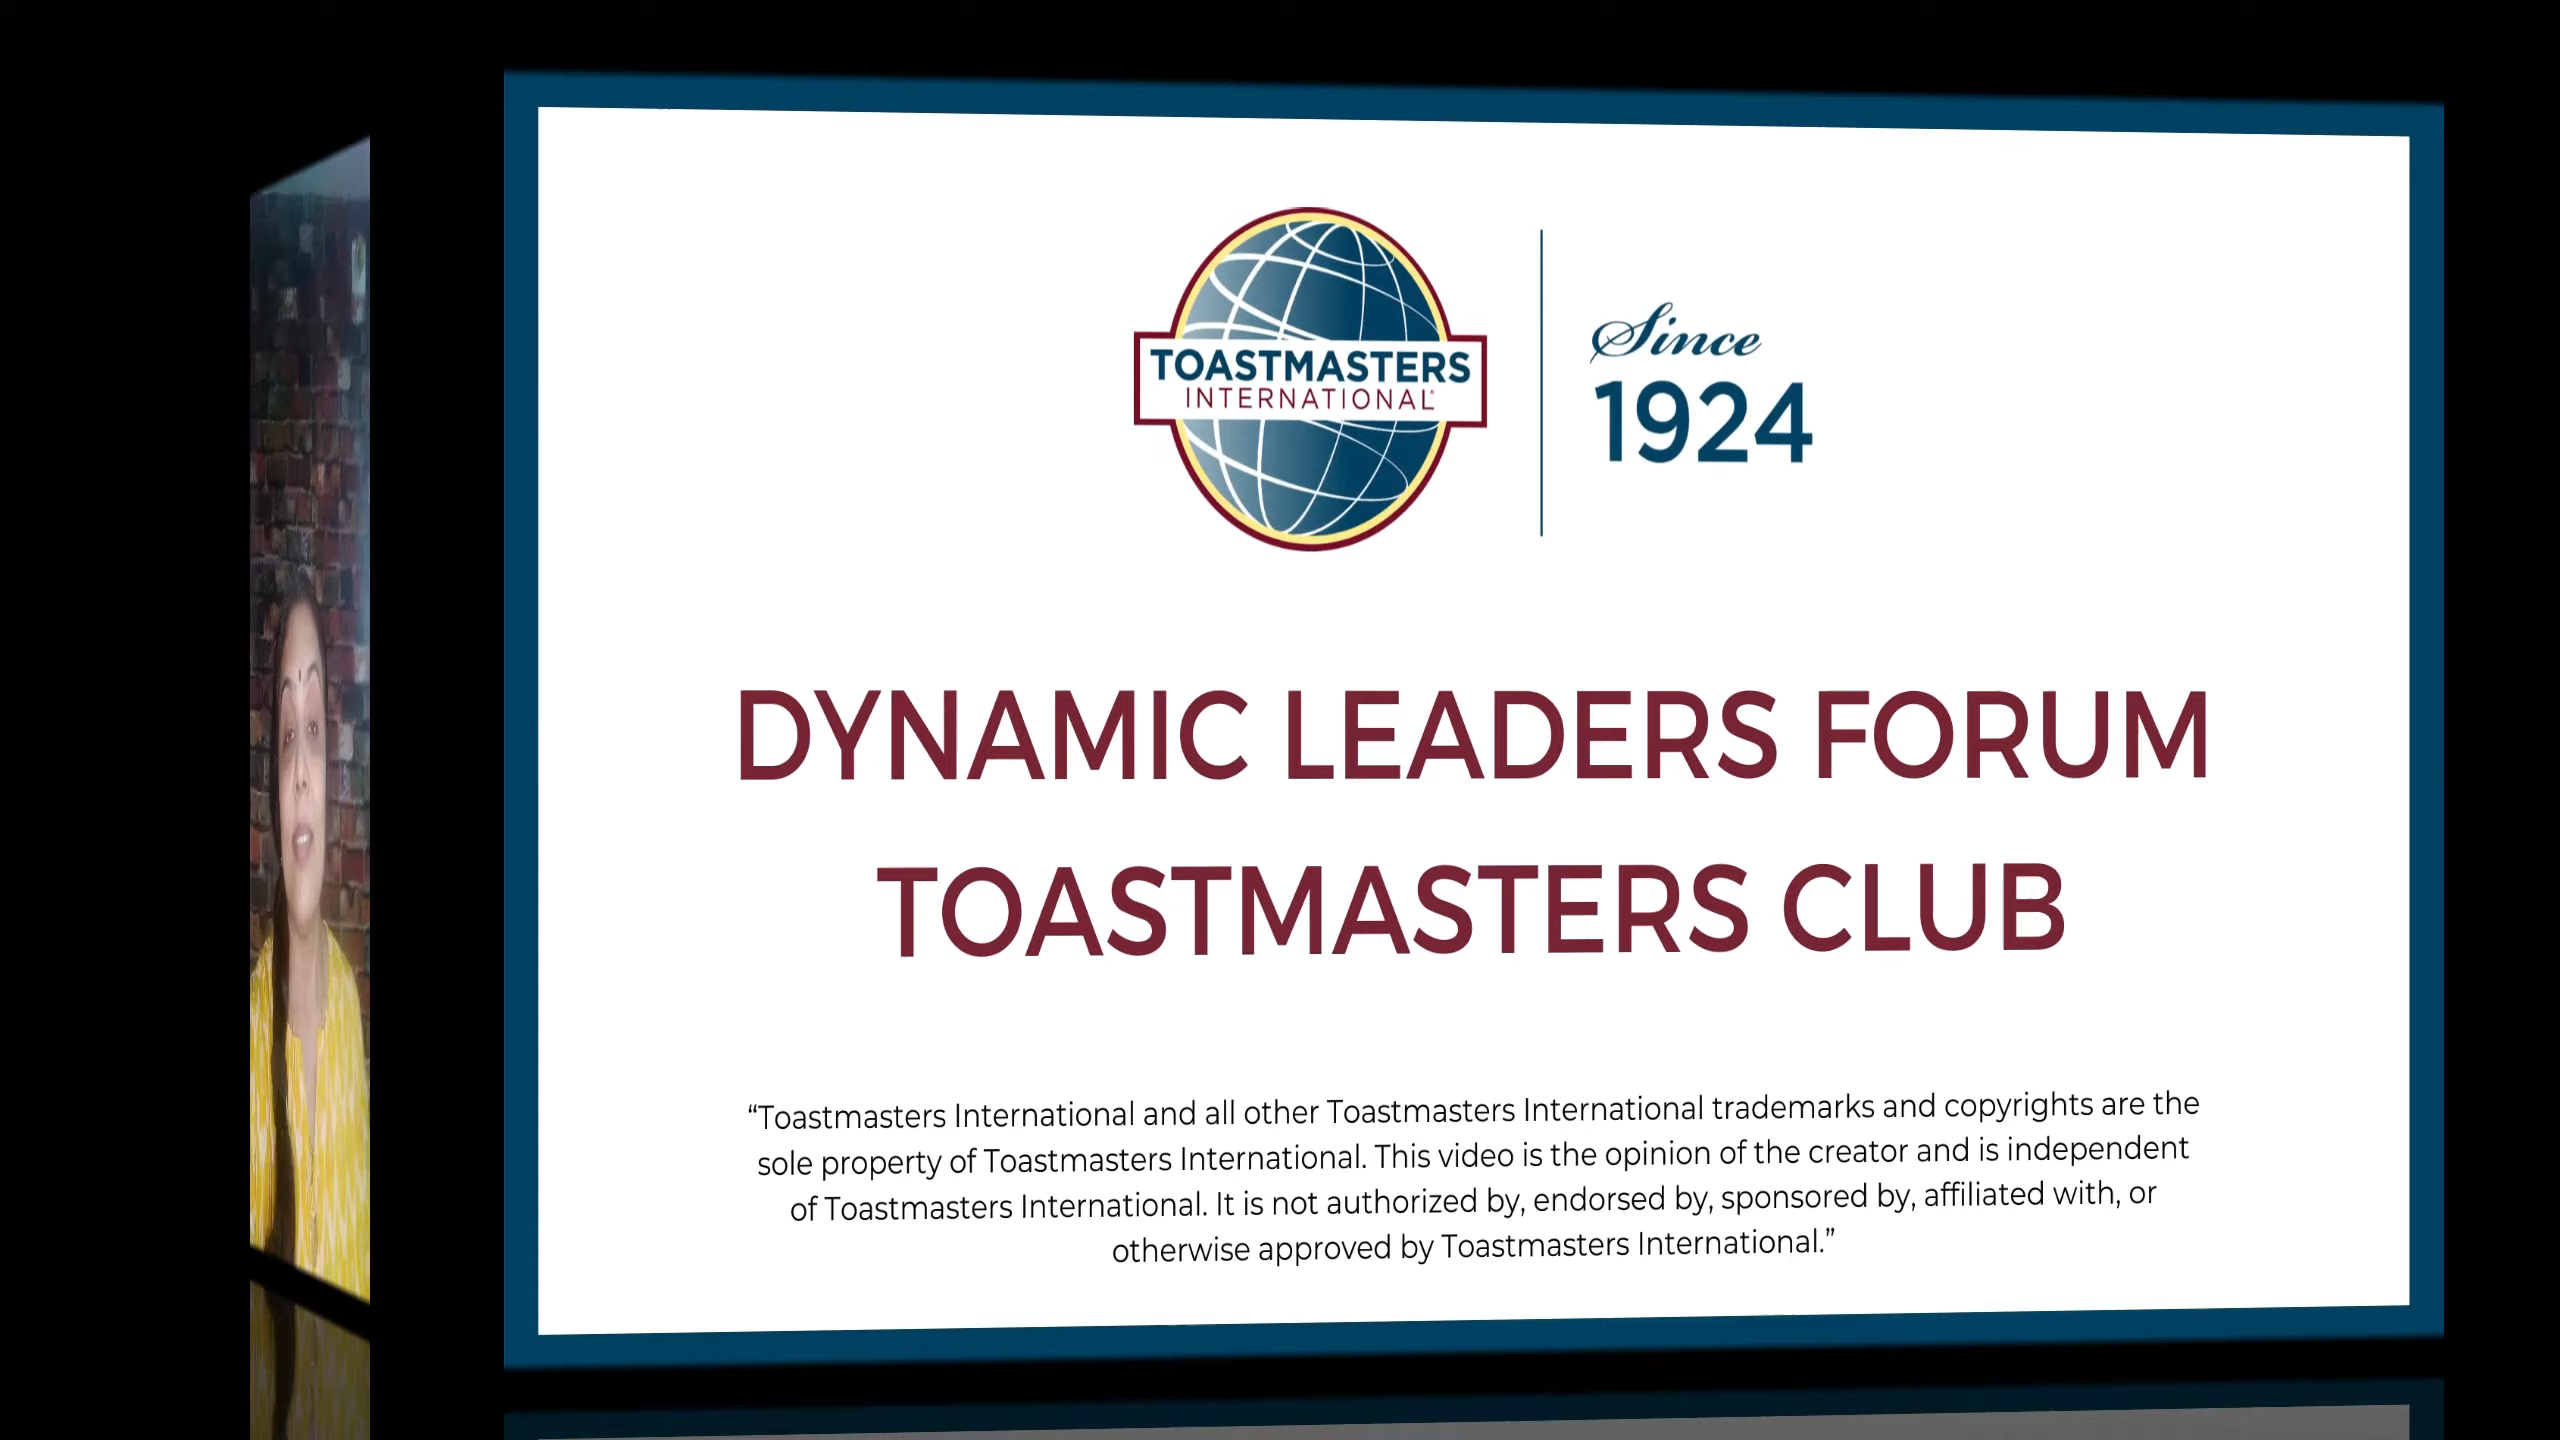 TOASTMASTERS
INTERNATIONAL
Since
1924
DYNAMIC LEADERS FORUM
TOASTMASTERS CLUB
“Toastmasters International and all other Toastmasters International trademarks and copyrights are the
sole property of Toastmasters International. This video is the opinion of the creator and is independent
of Toastmasters International. It is not authorized by, endorsed by, sponsored by, affiliated with, or
otherwise approved by Toastmasters International.”